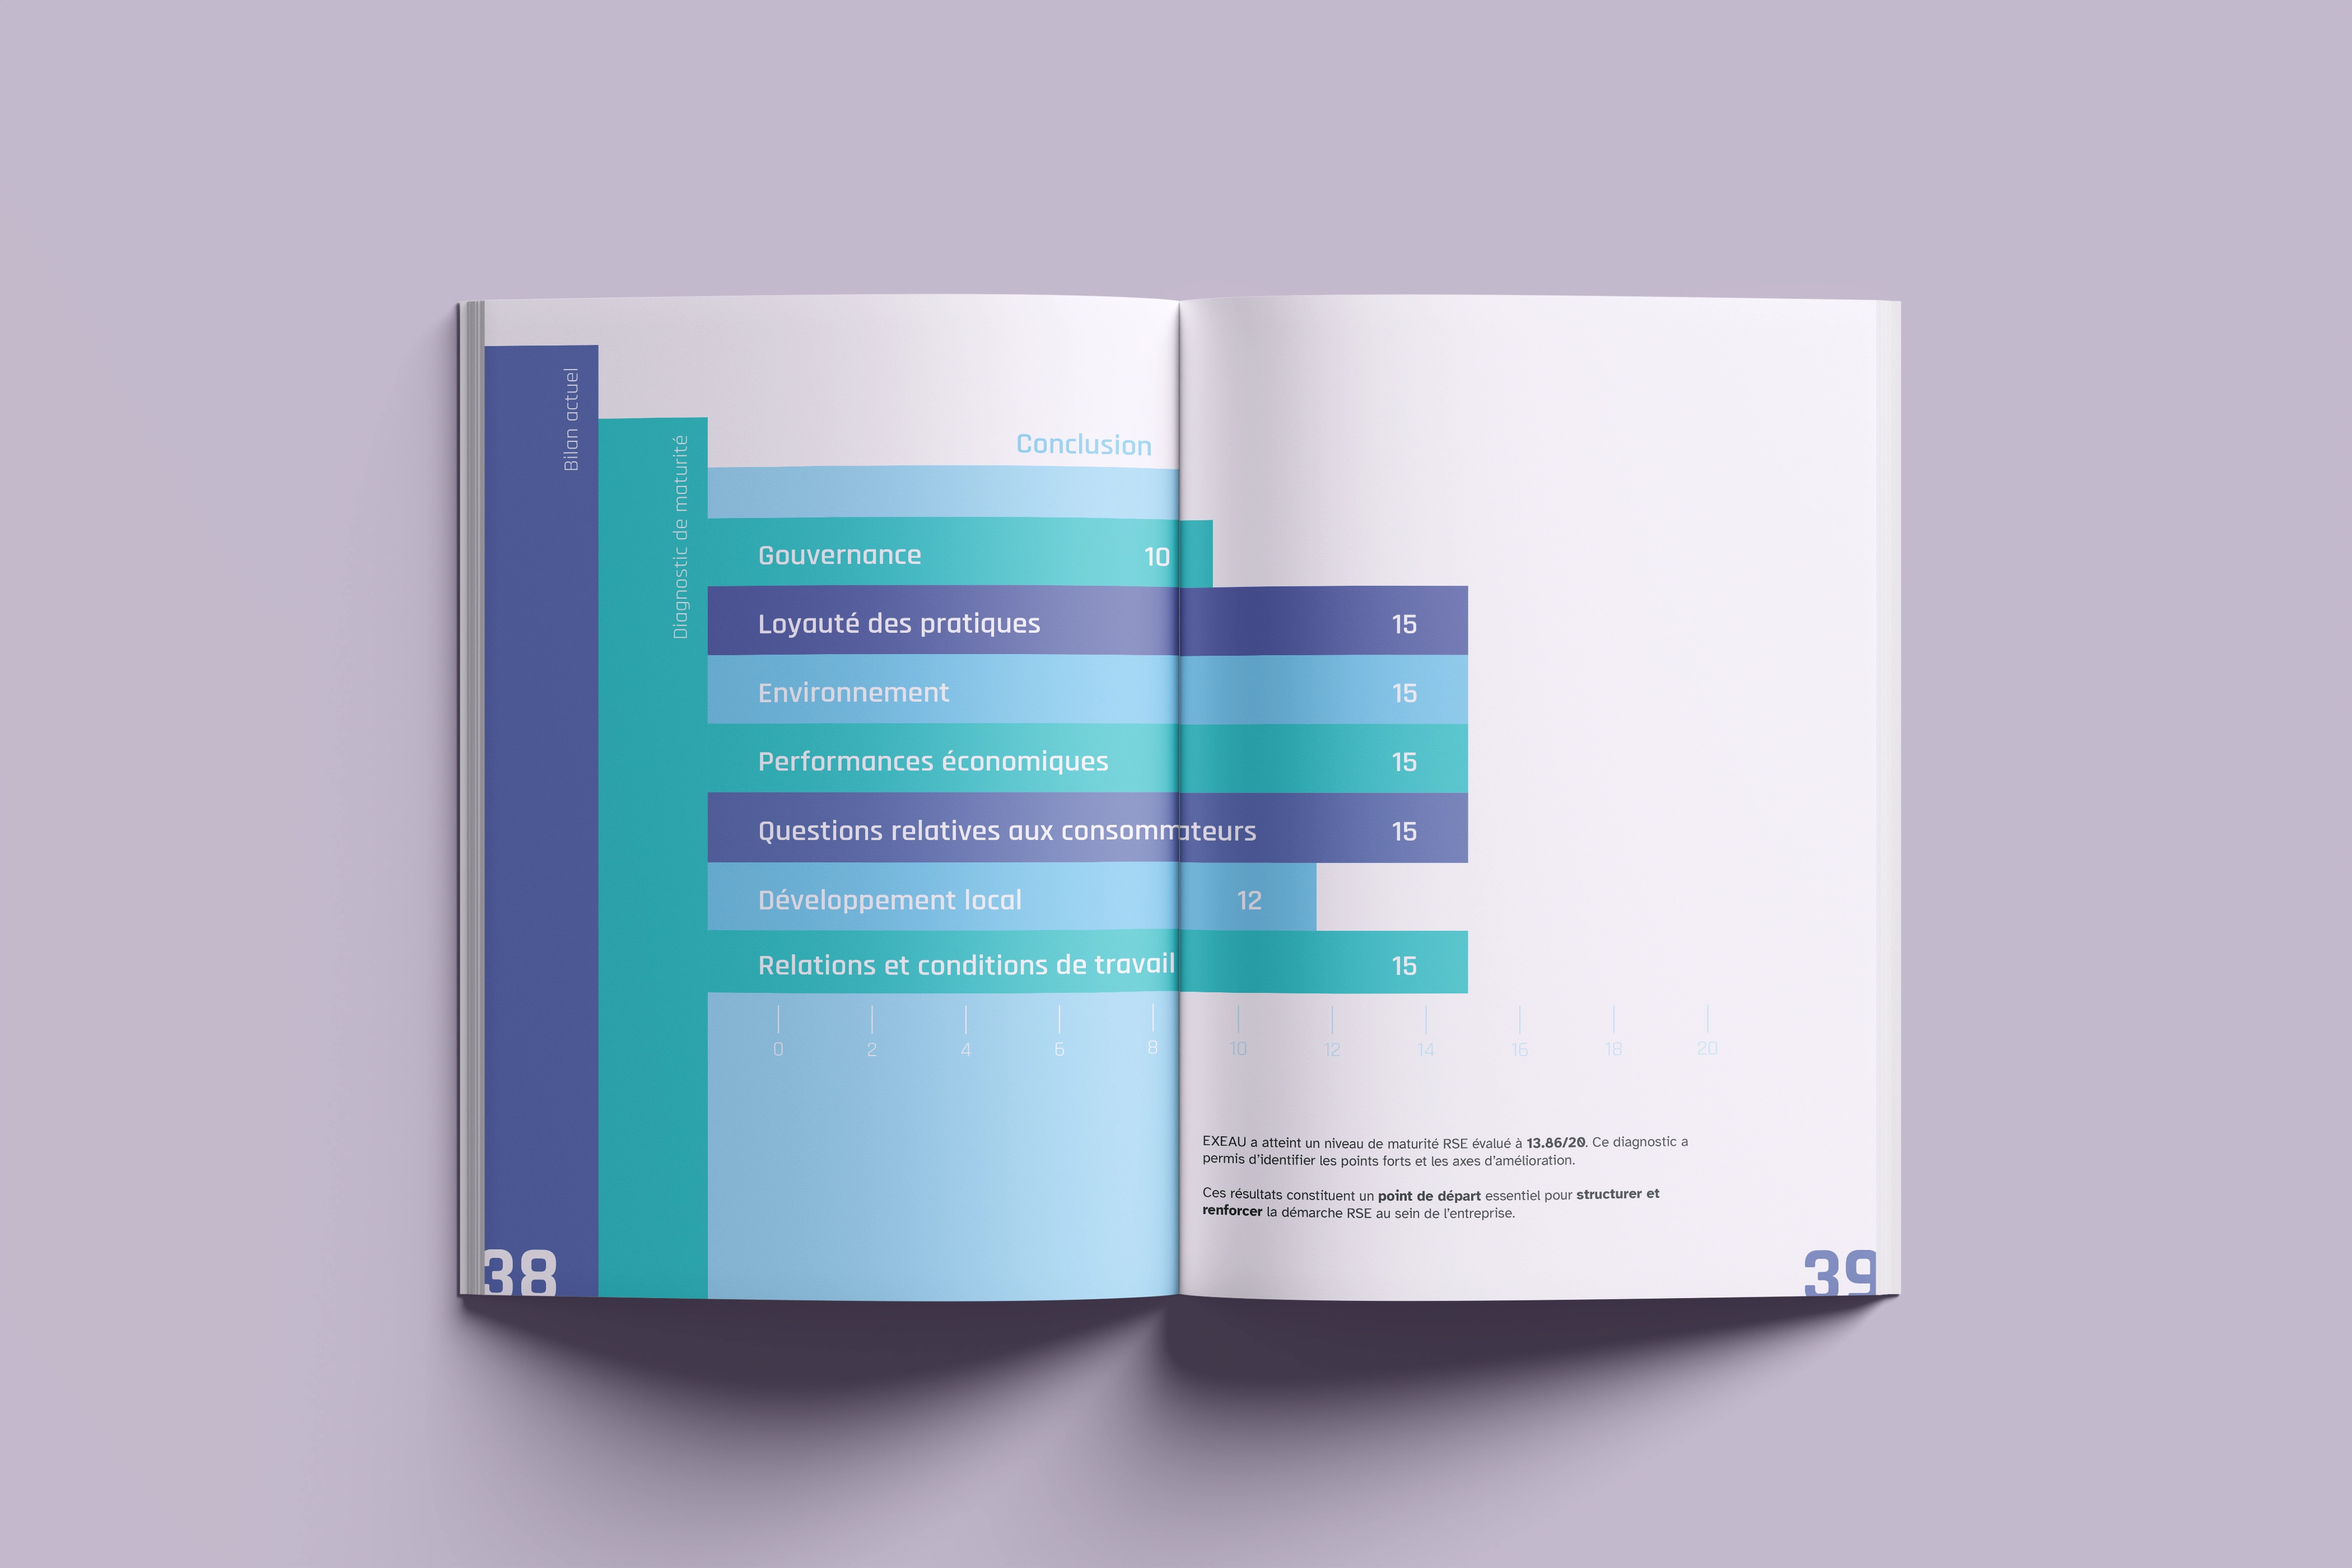 Bilan actuel
Diagnostic de maturité
Conclusion
Gouvernance 10
Loyauté des pratiques 15
Environnement 15
Performances économiques 15
Questions relatives aux consommateurs 15
Développement local 12
Relations et conditions de travail 15
0 2 4 6 8 10 12 14 16 18 20
EXEAU a atteint un niveau de maturité RSE évalué à 13.86/20. Ce diagnostic a
permis d'identifier les points forts et les axes d'amélioration.
Ces résultats constituent un point de départ essentiel pour structurer et
renforcer la démarche RSE au sein de l'entreprise.
38
39